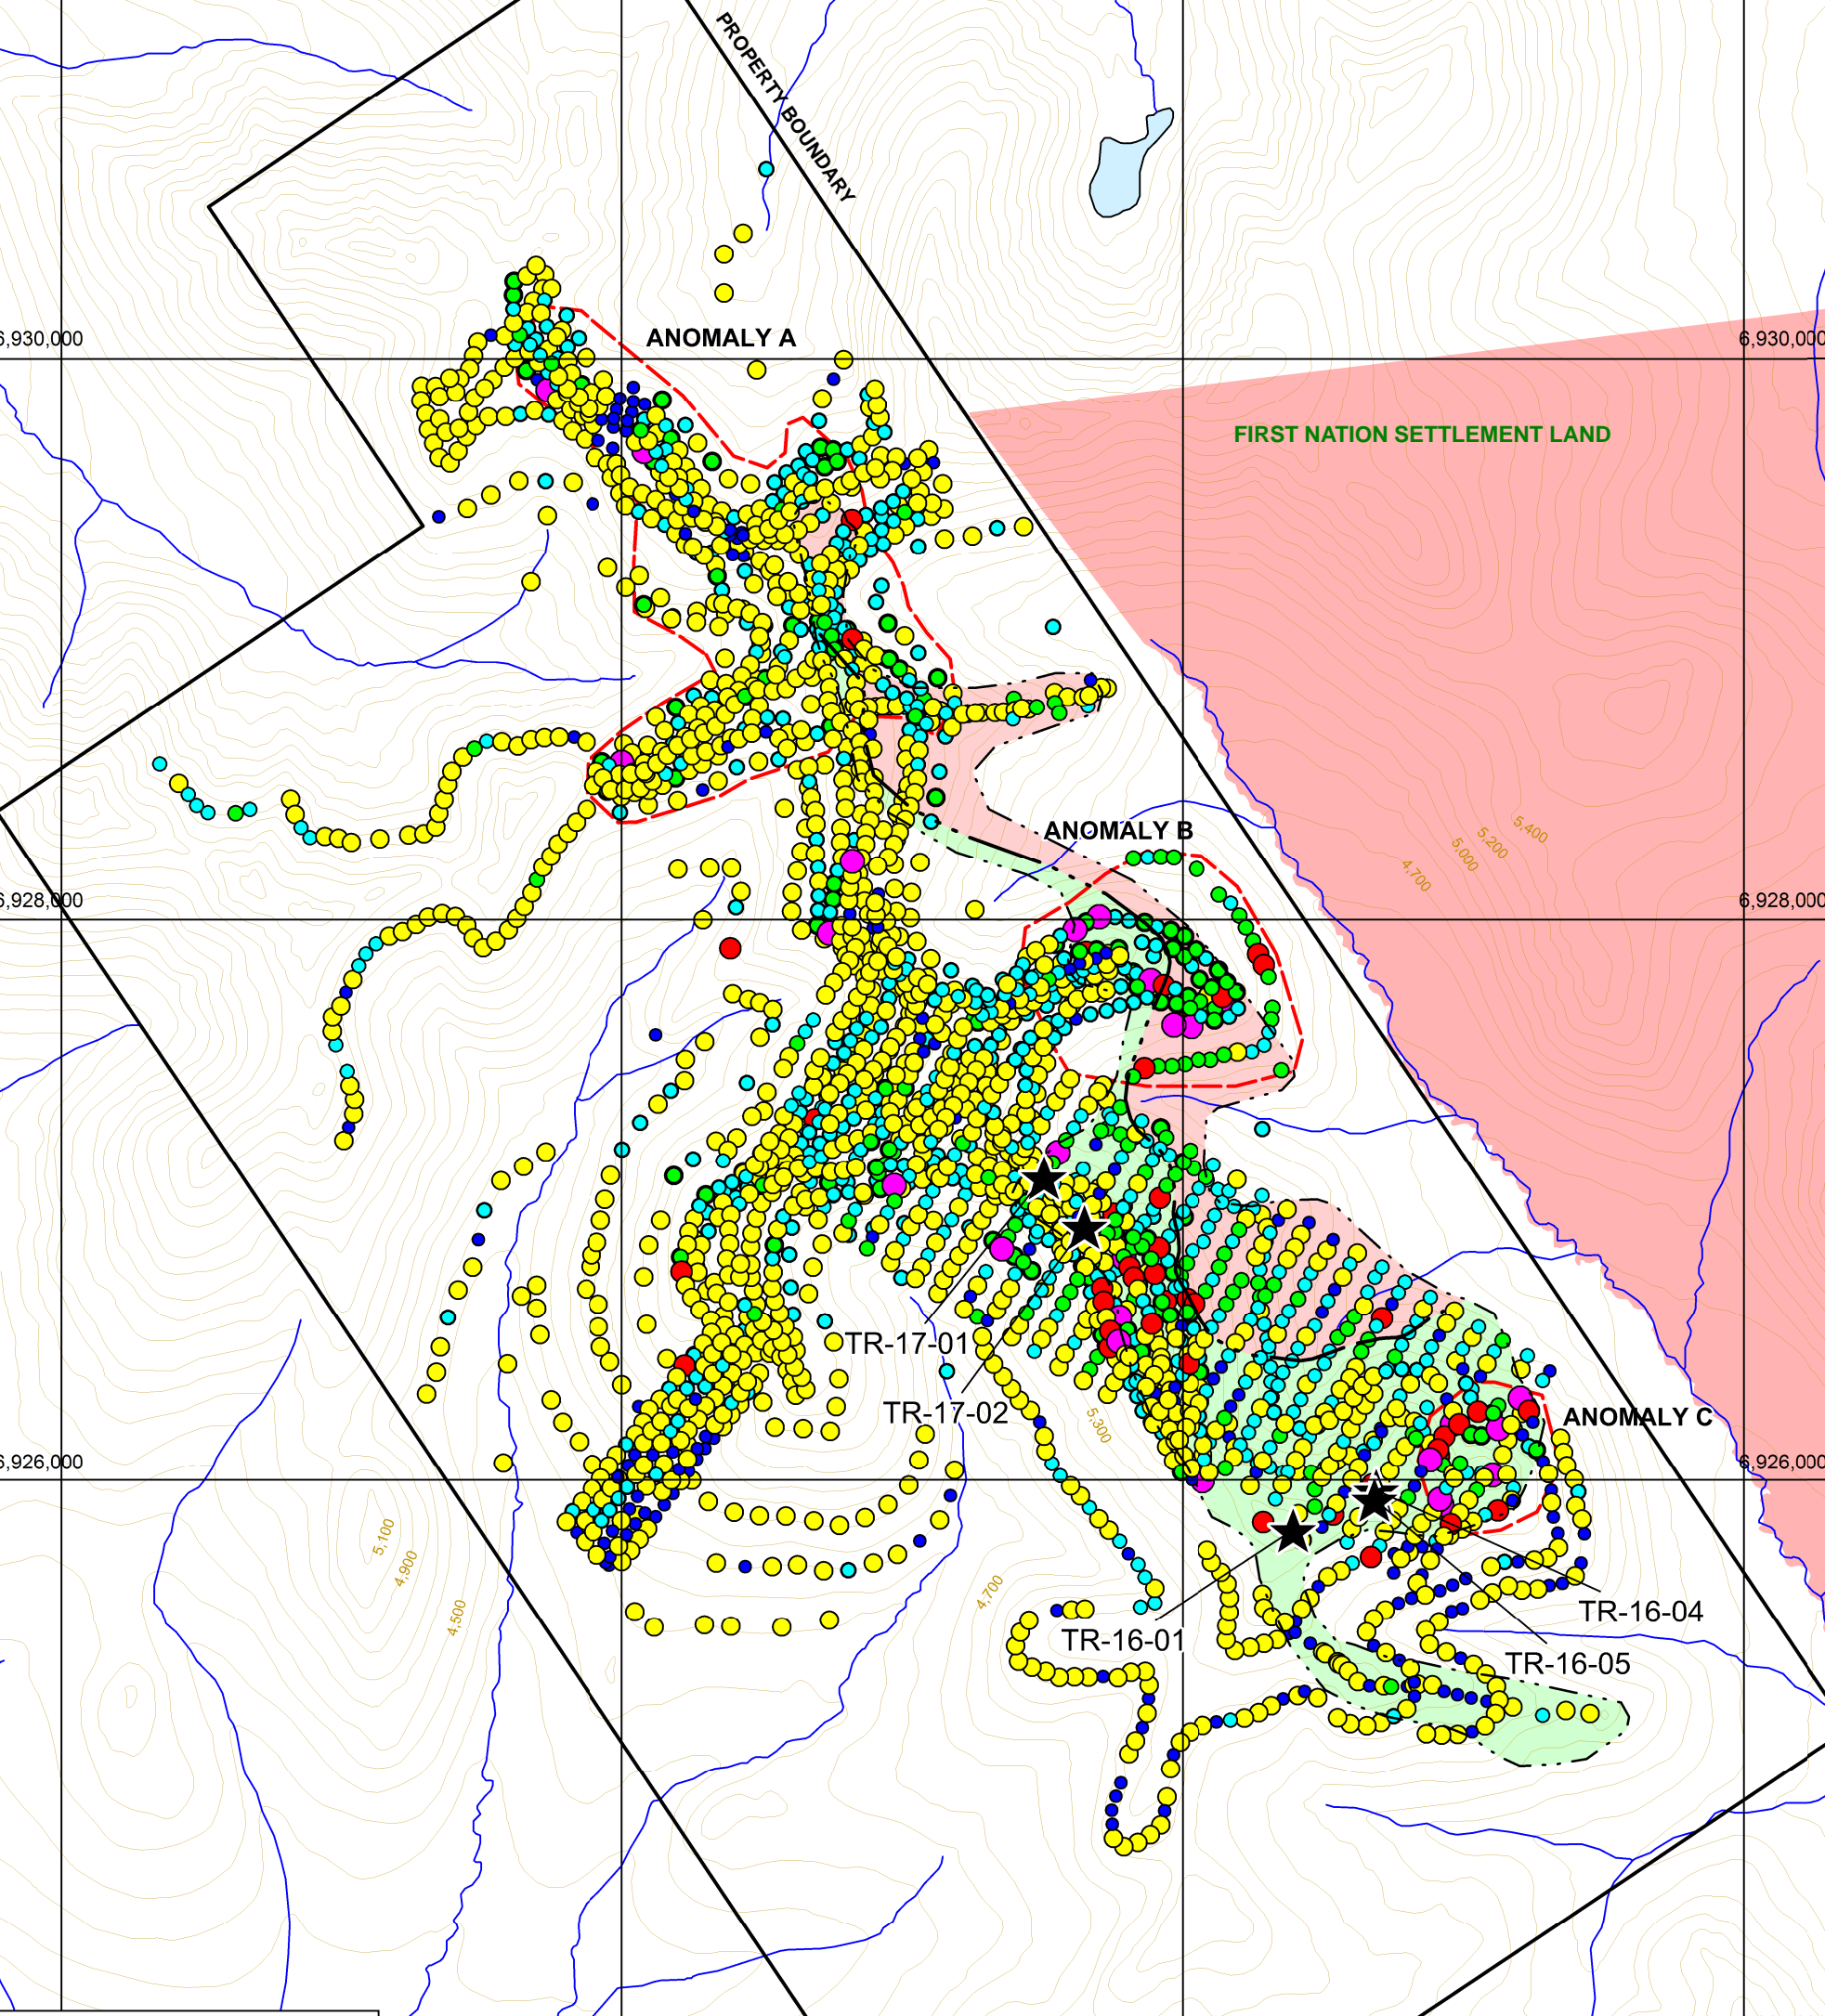 PROPERTY BOUNDARY
ANOMALY A
6,930,000
6,930,000
FIRST NATION SETTLEMENT LAND
ANOMALY B
5,400
5,200
5,000
4,700
6,928,000
6,928,000
TR-17-01
TR-17-02
5,300
ANOMALY C
6,926,000
6,926,000
5,100
4,900
4,500
4,700
TR-16-01
TR-16-04
TR-16-05